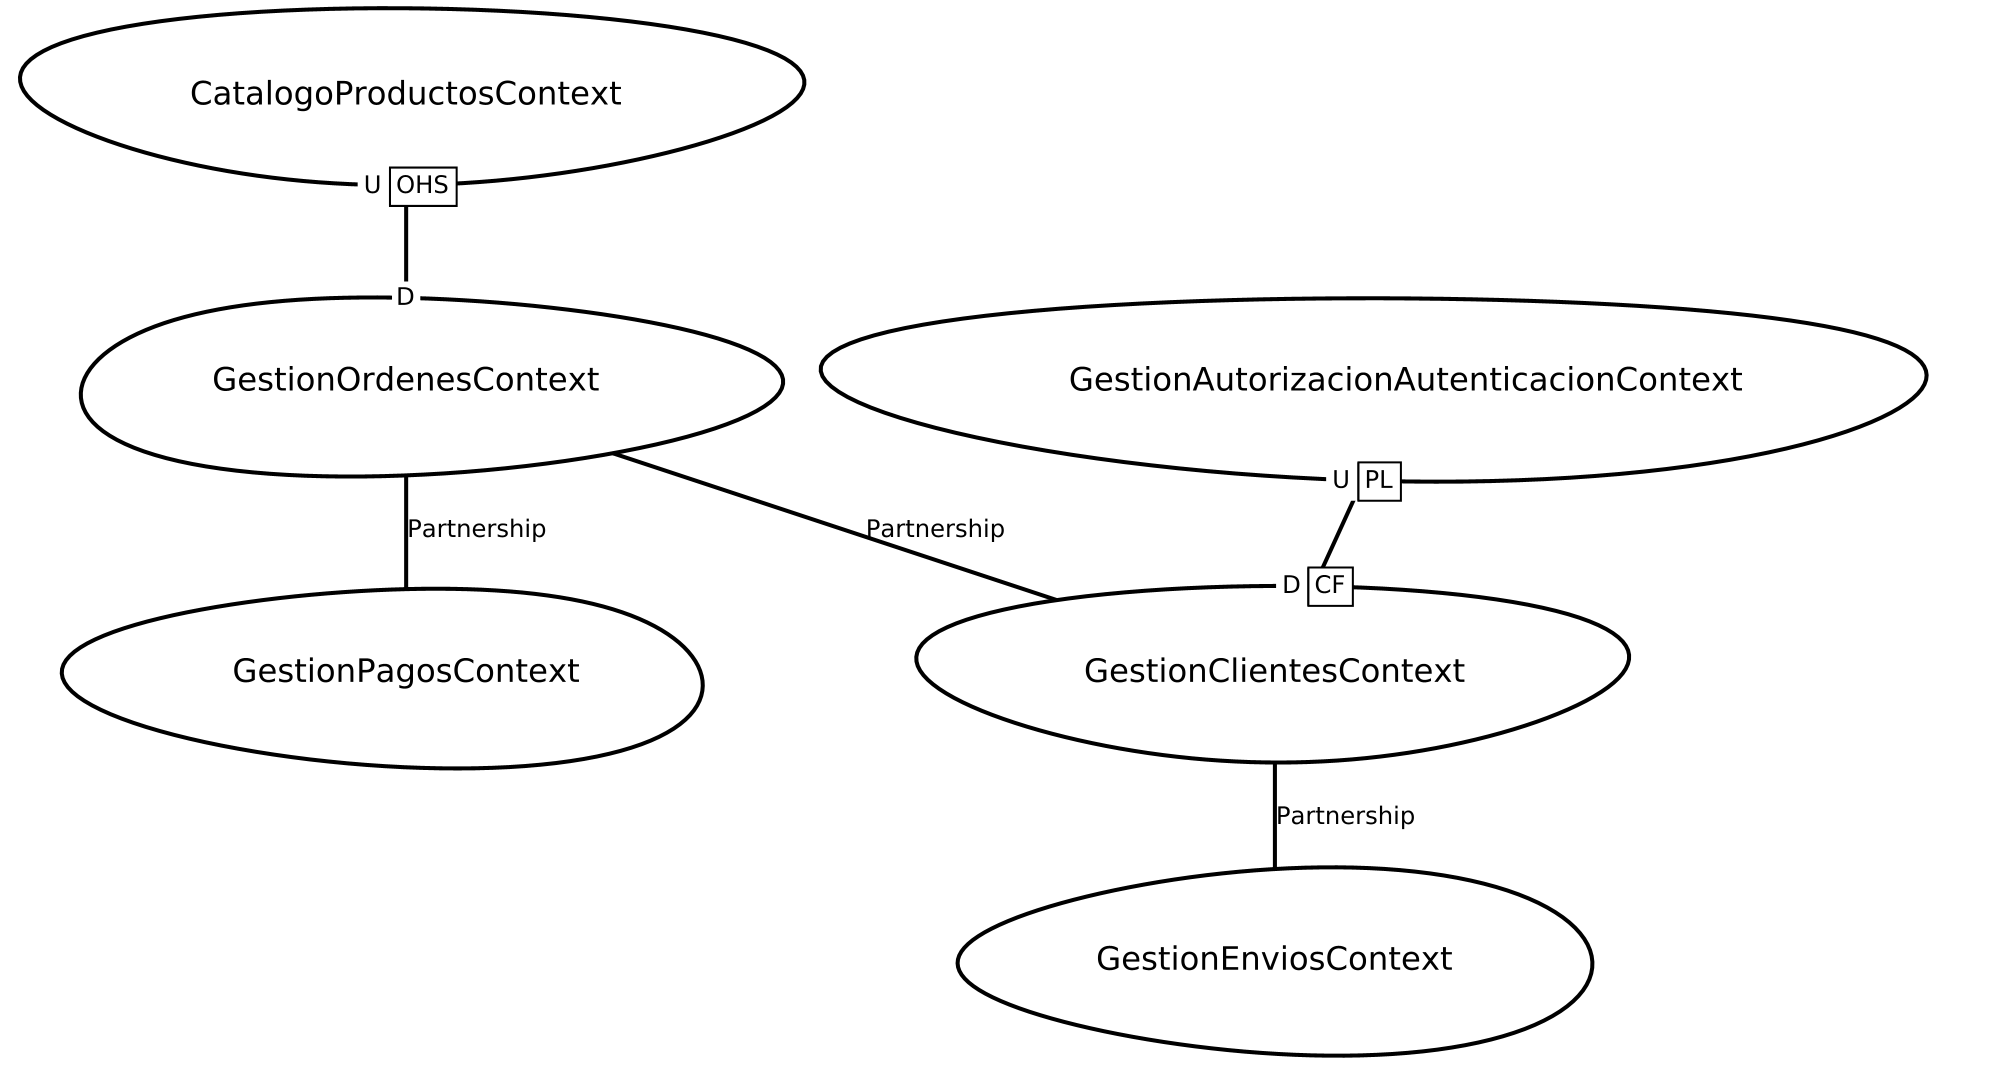 CatalogoProductosContext
U OHS
D
GestionOrdenesContext
GestionAutorizacionAutenticacionContext
U PL
Partnership
Partnership
D CF
GestionPagosContext
GestionClientesContext
Partnership
GestionEnviosContext